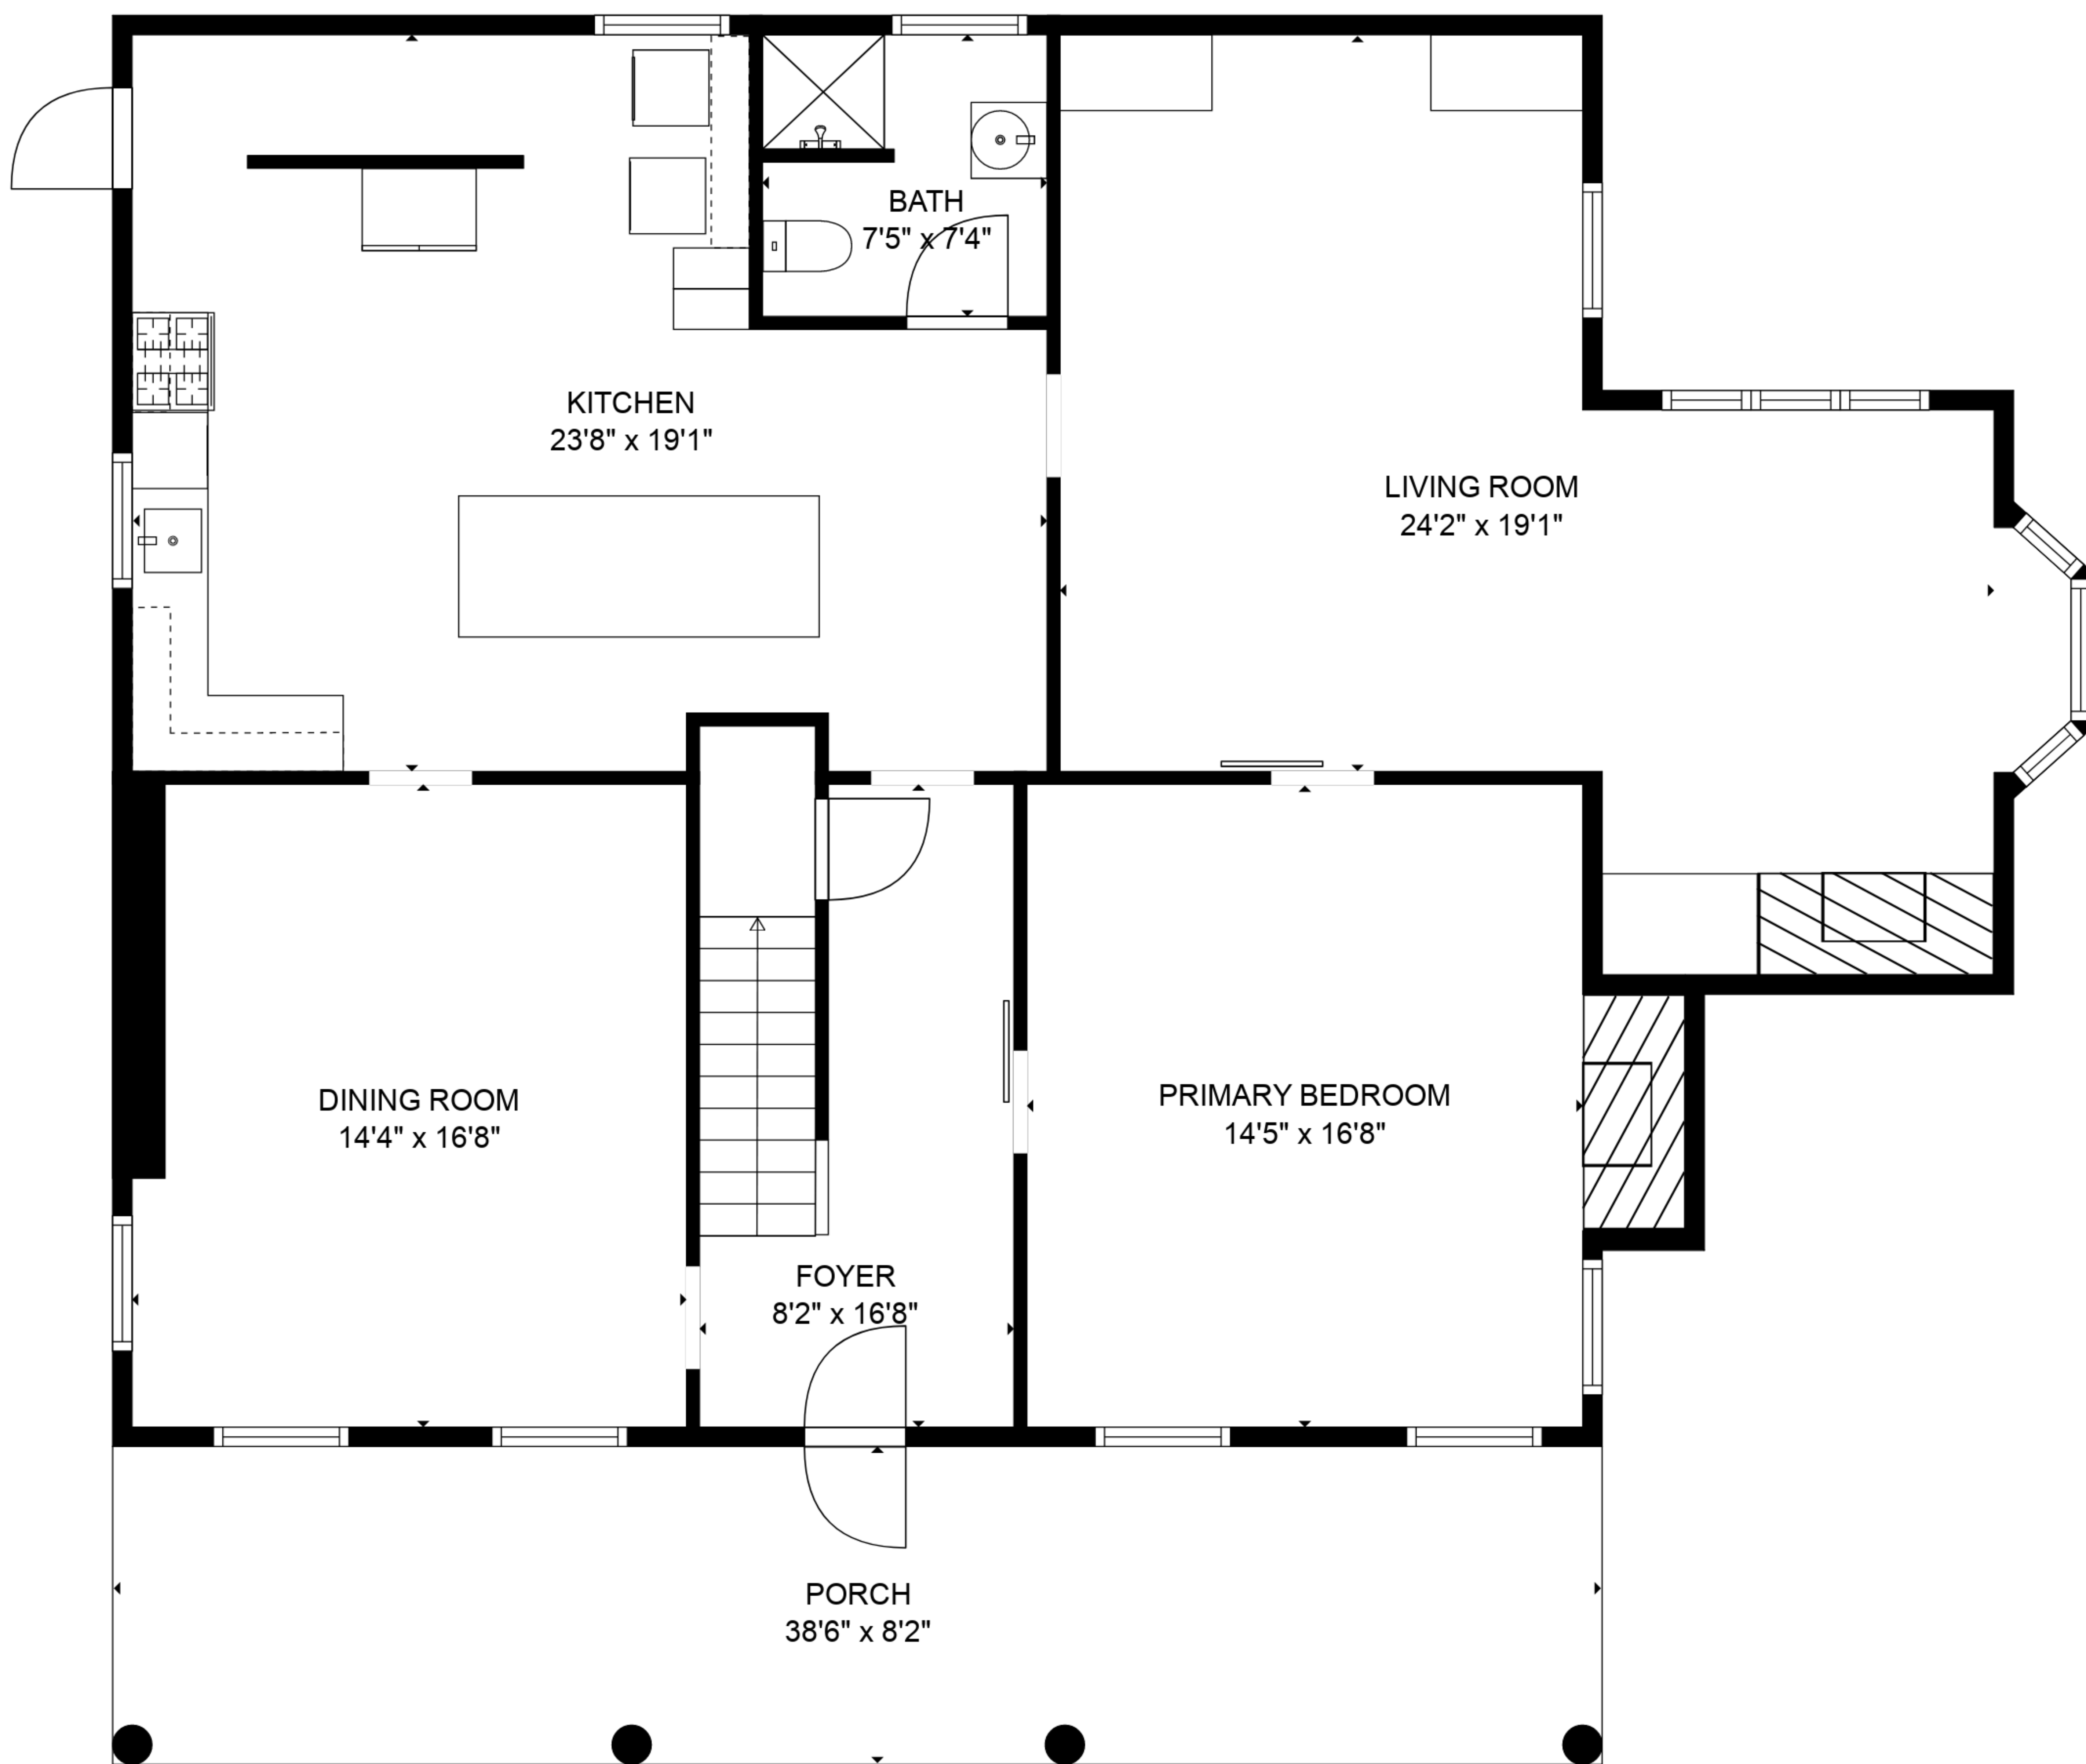 BATH
7'5" x 7'4"
KITCHEN
23'8" x 19'1"
LIVING ROOM
24'2" x 19'1"
DINING ROOM
14'4" x 16'8"
PRIMARY BEDROOM
14'5" x 16'8"
FOYER
8'2" x 16'8"
PORCH
38'6" x 8'2"